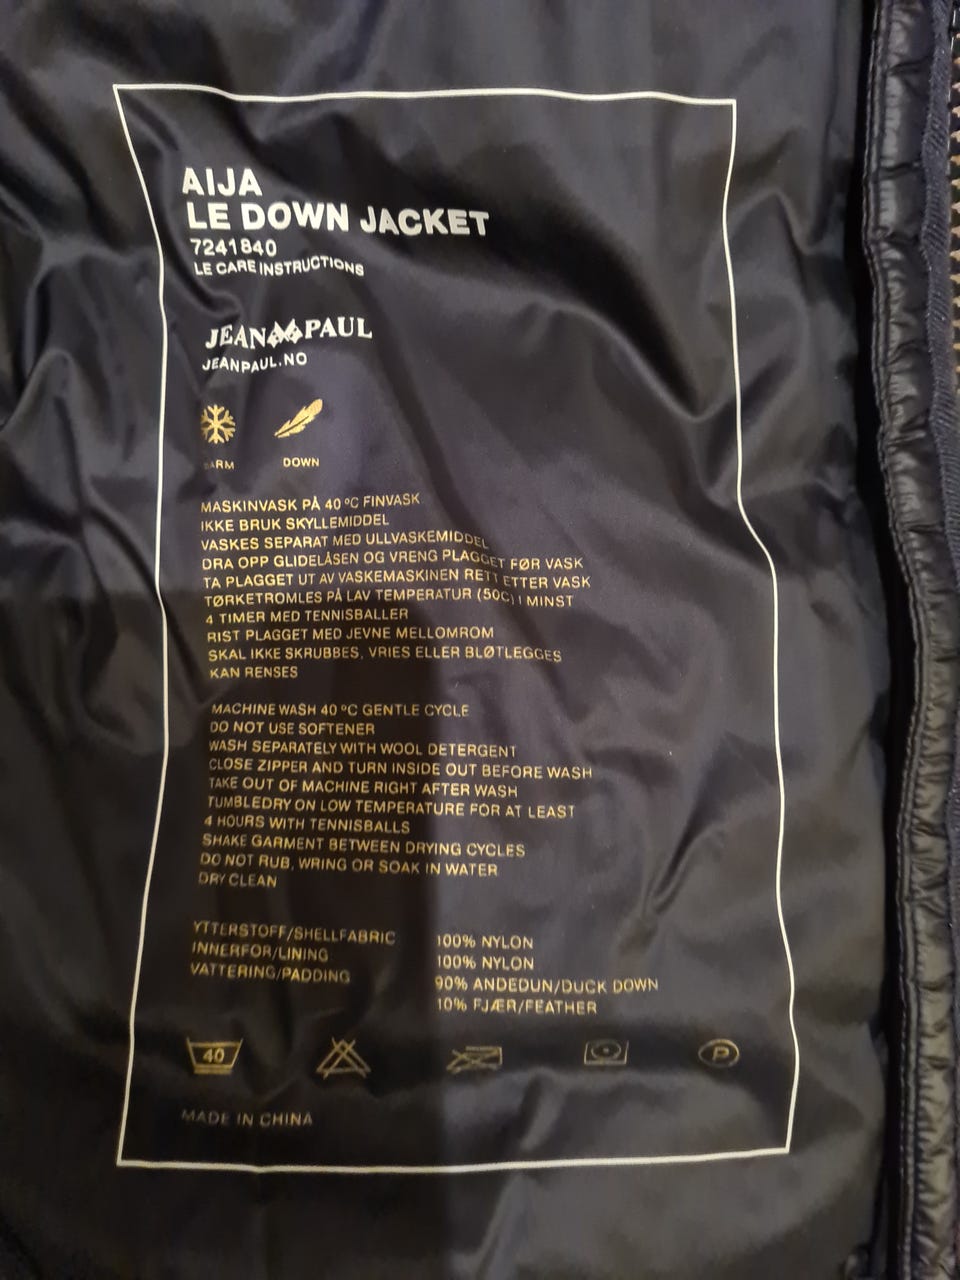 AIJA
LE DOWN JACKET
7241840
LE CARE INSTRUCTIONS
JEAN PAUL
JEANPAUL.NO
DOWN
MASKINVASK PÅ 40 ºC FINVASK
IKKE BRUK SKYLLEMIDDEL
VASKES SEPARAT MED ULLVASKEMIDDEL
DRA OPP GLIDELÅSEN OG VRENG PLAGGET FØR VASK
TA PLAGGET UT AV VASKEMASKINEN RETT ETTER VASK
TØRKETROMLES PÅ LAV TEMPERATUR (50C) I MINST
4 TIMER MED TENNISBALLER
RIST PLAGGET MED JEVNE MELLOMROM
SKAL IKKE SKRUBBES, VRIES ELLER BLØTLEGGES
KAN RENSES
MACHINE WASH 40 ºC GENTLE CYCLE
DO NOT USE SOFTENER
WASH SEPARATELY WITH WOOL DETERGENT
CLOSE ZIPPER AND TURN INSIDE OUT BEFORE WASH
TAKE OUT OF MACHINE RIGHT AFTER WASH
TUMBLEDRY ON LOW TEMPERATURE FOR AT LEAST
4 HOURS WITH TENNISBALLS
SHAKE GARMENT BETWEEN DRYING CYCLES
DO NOT RUB, WRING OR SOAK IN WATER
DRY CLEAN
YTTERSTOFF/SHELLFABRIC 100% NYLON
INNERFOR/LINING 100% NYLON
VATTERING/PADDING 90% ANDEDUN/DUCK DOWN
10% FJÆR/FEATHER
40 P
MADE IN CHINA